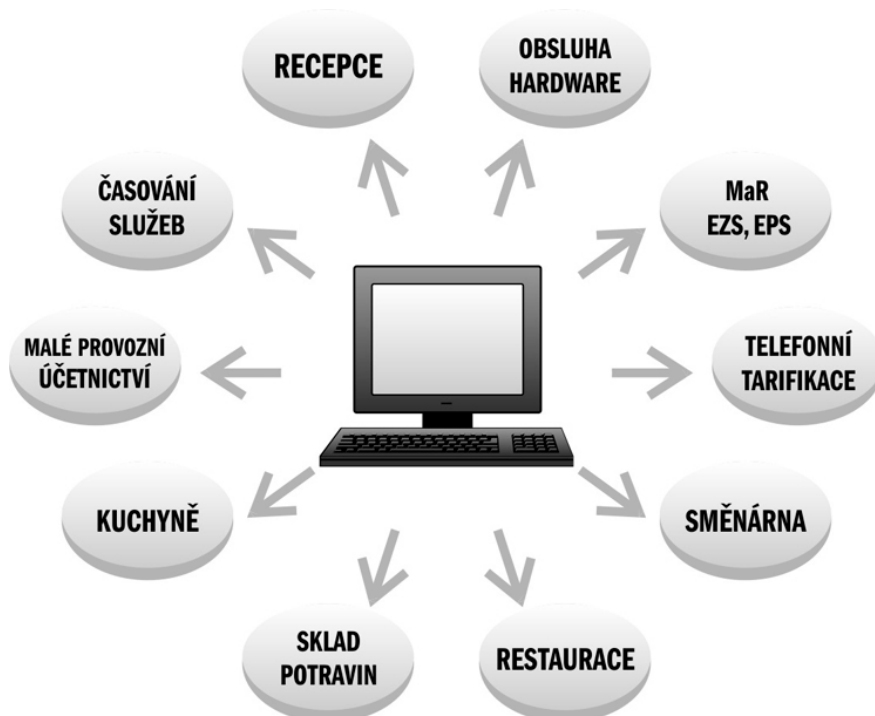 RECEPCE
OBSLUHA
HARDWARE
ČASOVÁNÍ
SLUŽEB
MaR
EZS, EPS
MALÉ PROVOZNÍ
ÚČETNICTVÍ
TELEFONNÍ
TARIFIKACE
KUCHYNĚ
SMĚNÁRNA
SKLAD
POTRAVIN
RESTAURACE